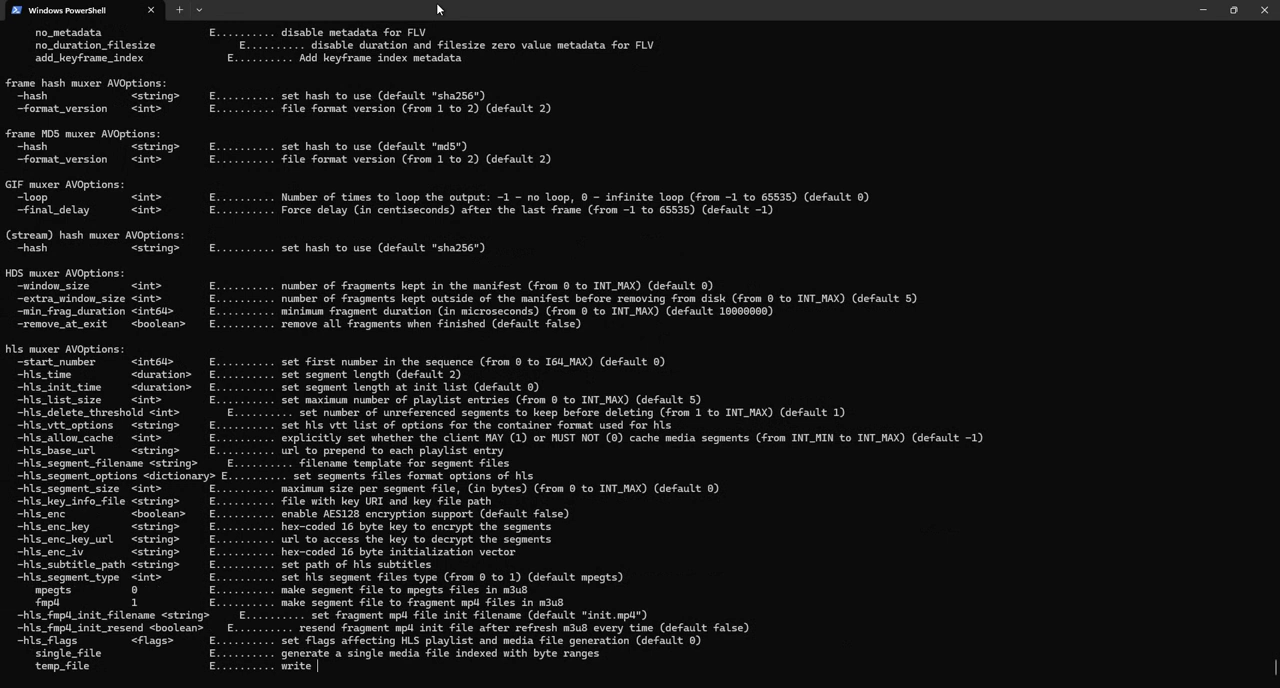 Windows PowerShell
no_metadata E.......... disable metadata for FLV
no_duration_filesize E.......... disable duration and filesize zero value metadata for FLV
add_keyframe_index E.......... Add keyframe index metadata
frame hash muxer AVOptions:
-hash <string> E.......... set hash to use (default "sha256")
-format_version <int> E.......... file format version (from 1 to 2) (default 2)
frame MD5 muxer AVOptions:
-hash <string> E.......... set hash to use (default "md5")
-format_version <int> E.......... file format version (from 1 to 2) (default 2)
GIF muxer AVOptions:
-loop <int> E.......... Number of times to loop the output: -1 - no loop, 0 - infinite loop (from -1 to 65535) (default 0)
-final_delay <int> E.......... Force delay (in centiseconds) after the last frame (from -1 to 65535) (default -1)
(stream) hash muxer AVOptions:
-hash <string> E.......... set hash to use (default "sha256")
HDS muxer AVOptions:
-window_size <int> E.......... number of fragments kept in the manifest (from 0 to INT_MAX) (default 0)
-extra_window_size <int> E.......... number of fragments kept outside of the manifest before removing from disk (from 0 to INT_MAX) (default 5)
-min_frag_duration <int64> E.......... minimum fragment duration (in microseconds) (from 0 to INT_MAX) (default 10000000)
-remove_at_exit <boolean> E.......... remove all fragments when finished (default false)
hls muxer AVOptions:
-start_number <int64> E.......... set first number in the sequence (from 0 to I64_MAX) (default 0)
-hls_time <duration> E.......... set segment length (default 2)
-hls_init_time <duration> E.......... set segment length at init list (default 0)
-hls_list_size <int> E.......... set maximum number of playlist entries (from 0 to INT_MAX) (default 5)
-hls_delete_threshold <int> E.......... set number of unreferenced segments to keep before deleting (from 1 to INT_MAX) (default 1)
-hls_vtt_options <string> E.......... set hls vtt list of options for the container format used for hls
-hls_allow_cache <int> E.......... explicitly set whether the client MAY (1) or MUST NOT (0) cache media segments (from INT_MIN to INT_MAX) (default -1)
-hls_base_url <string> E.......... url to prepend to each playlist entry
-hls_segment_filename <string> E.......... filename template for segment files
-hls_segment_options <dictionary> E.......... set segments files format options of hls
-hls_segment_size <int> E.......... maximum size per segment file, (in bytes) (from 0 to INT_MAX) (default 0)
-hls_key_info_file <string> E.......... file with key URI and key file path
-hls_enc <boolean> E.......... enable AES128 encryption support (default false)
-hls_enc_key <string> E.......... hex-coded 16 byte key to encrypt the segments
-hls_enc_key_url <string> E.......... url to access the key to decrypt the segments
-hls_enc_iv <string> E.......... hex-coded 16 byte initialization vector
-hls_subtitle_path <string> E.......... set path of hls subtitles
-hls_segment_type <int> E.......... set hls segment files type (from 0 to 1) (default mpegts)
mpegts 0 E.......... make segment file to mpegts files in m3u8
fmp4 1 E.......... make segment file to fragment mp4 files in m3u8
-hls_fmp4_init_filename <string> E.......... set fragment mp4 file init filename (default "init.mp4")
-hls_fmp4_init_resend <boolean> E.......... resend fragment mp4 init file after refresh m3u8 every time (default false)
-hls_flags <flags> E.......... set flags affecting HLS playlist and media file generation (default 0)
single_file E.......... generate a single media file indexed with byte ranges
temp_file E.......... write